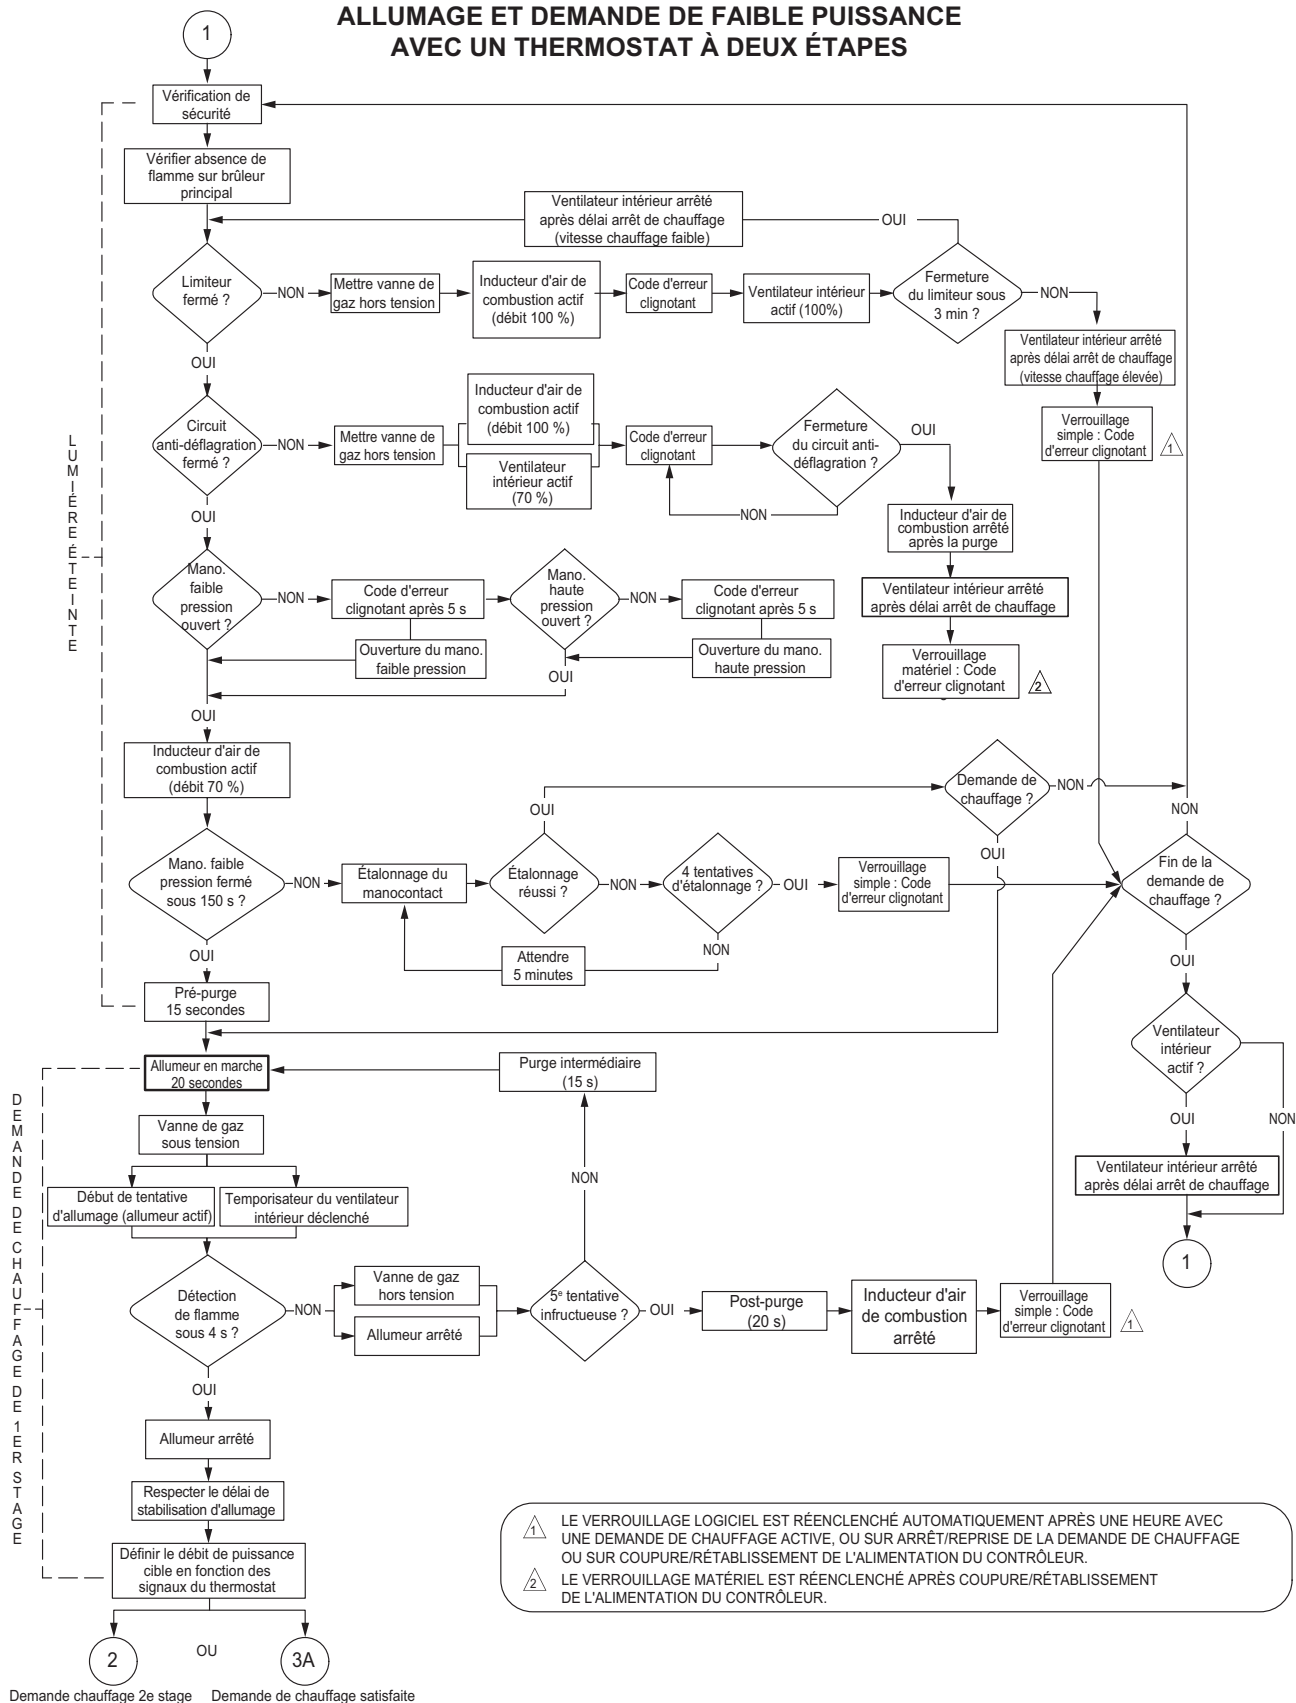 ALLUMAGE ET DEMANDE DE FAIBLE PUISSANCE
AVEC UN THERMOSTAT À DEUX ÉTAPES
1
Vérification de
sécurité
Vérifier absence de
flamme sur brûleur
principal
Ventilateur intérieur arrêté
après délai arrêt de chauffage
(vitesse chauffage faible)
OUI
Limiteur
fermé ?
NON
Mettre vanne de
gaz hors tension
Inducteur d'air de
combustion actif
(débit 100 %)
Code d'erreur
clignotant
Ventilateur intérieur
actif (100%)
Fermeture
du limiteur sous
3 min ?
NON
Ventilateur intérieur arrêté
après délai arrêt de chauffage
(vitesse chauffage élevée)
Verrouillage
simple : Code
d'erreur clignotant
1
OUI
Circuit
anti-déflagration
fermé ?
NON
Mettre vanne de
gaz hors tension
Inducteur d'air de
combustion actif
(débit 100 %)
Ventilateur
intérieur actif
(70 %)
Code d'erreur
clignotant
Fermeture
du circuit anti-
déflagration ?
OUI
NON
Inducteur d'air de
combustion arrêté
après la purge
Ventilateur intérieur arrêté
après délai arrêt de chauffage
Verrouillage
matériel : Code
d'erreur clignotant
2
LUMIÉRE ÉTEINTE
OUI
Mano.
faible
pression
ouvert ?
NON
Code d'erreur
clignotant après 5 s
Ouverture du mano.
faible pression
Mano.
haute
pression
ouvert ?
NON
Code d'erreur
clignotant après 5 s
Ouverture du mano.
haute pression
OUI
OUI
Inducteur d'air de
combustion actif
(débit 70 %)
Demande de
chauffage ?
NON
NON
OUI
OUI
Mano. faible
pression fermé
sous 150 s ?
NON
Étalonnage du
manocontact
Étalonnage
réussi ?
NON
4 tentatives
d'étalonnage ?
OUI
Verrouillage
simple : Code
d'erreur clignotant
Fin de la
demande de
chauffage ?
NON
Attendre
5 minutes
OUI
OUI
Pré-purge
15 secondes
Ventilateur
intérieur
actif ?
OUI
NON
Ventilateur intérieur arrêté
après délai arrêt de chauffage
1
Allumeur en marche
20 secondes
Purge intermédiaire
(15 s)
Vanne de gaz
sous tension
Début de tentative
d'allumage (allumeur actif)
Temporisateur du ventilateur
intérieur déclenché
NON
DEMANDE DE CHAUFFAGE DE 1ER STAGE
Détection
de flamme
sous 4 s ?
NON
Vanne de gaz
hors tension
Allumeur arrêté
5e tentative
infructueuse ?
OUI
Post-purge
(20 s)
Inducteur d'air
de combustion
arrêté
Verrouillage
simple : Code
d'erreur clignotant
1
OUI
Allumeur arrêté
Respecter le délai de
stabilisation d'allumage
Définir le débit de puissance
cible en fonction des
signaux du thermostat
1 LE VERROUILLAGE LOGICIEL EST RÉENCLENCHÉ AUTOMATIQUEMENT APRÈS UNE HEURE AVEC
UNE DEMANDE DE CHAUFFAGE ACTIVE, OU SUR ARRÊT/REPRISE DE LA DEMANDE DE CHAUFFAGE
OU SUR COUPURE/RÉTABLISSEMENT DE L'ALIMENTATION DU CONTRÔLEUR.
2 LE VERROUILLAGE MATÉRIEL EST RÉENCLENCHÉ APRÈS COUPURE/RÉTABLISSEMENT
DE L'ALIMENTATION DU CONTRÔLEUR.
2
OU
3A
Demande chauffage 2e stage
Demande de chauffage satisfaite